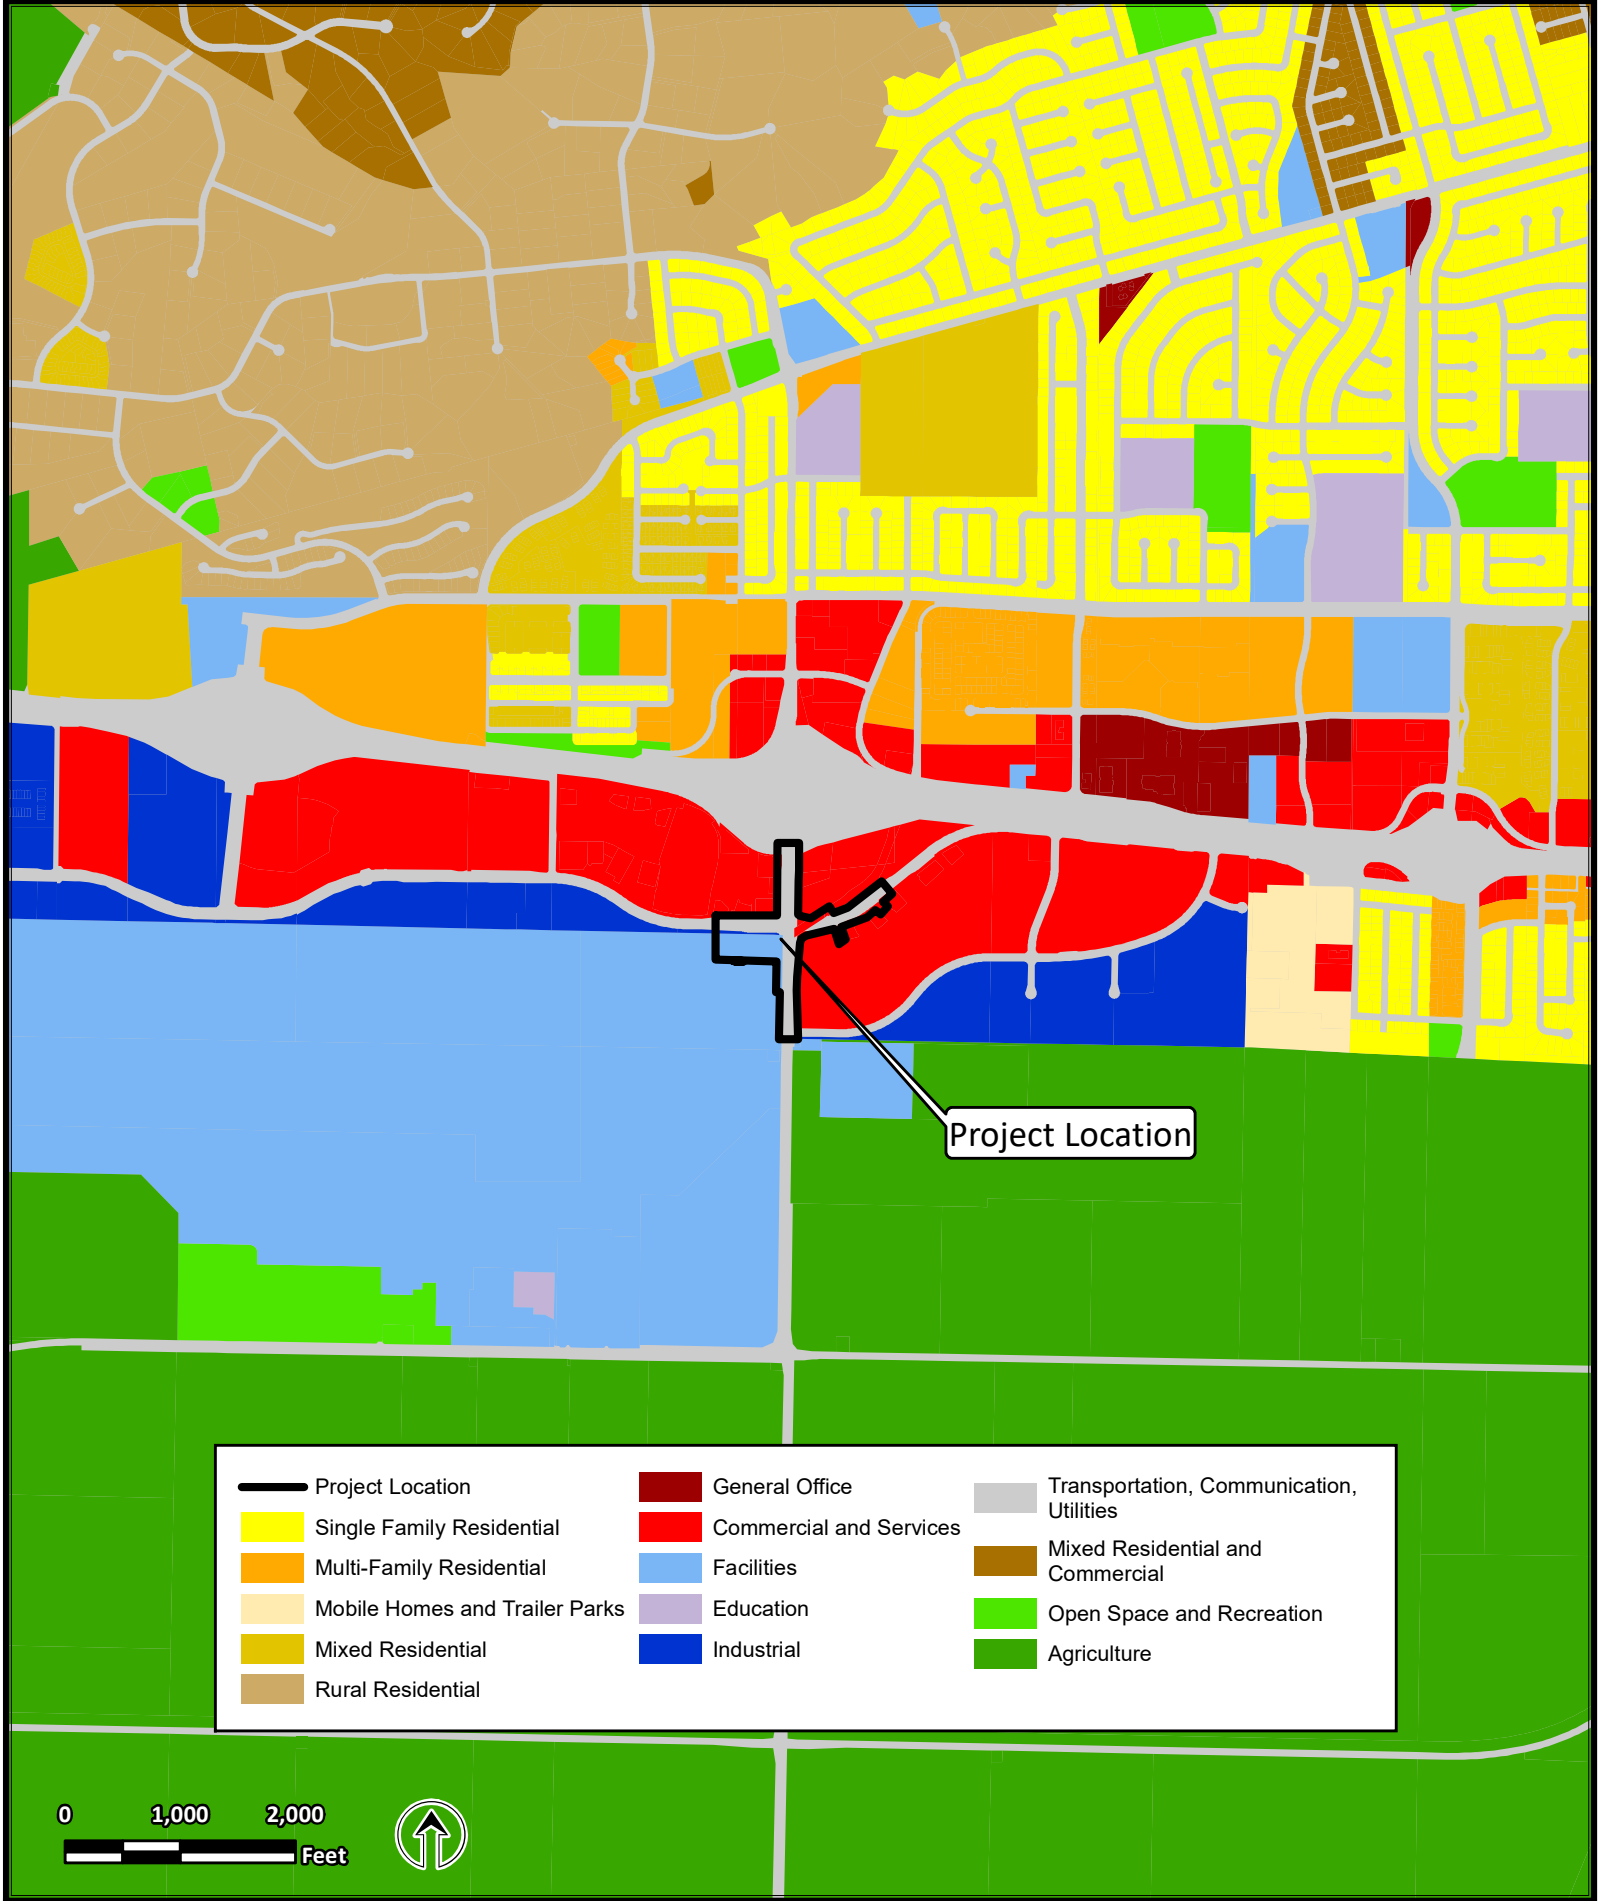 Project Location
Project Location
Single Family Residential
Multi-Family Residential
Mobile Homes and Trailer Parks
Mixed Residential
Rural Residential
General Office
Commercial and Services
Facilities
Education
Industrial
Transportation, Communication,
Utilities
Mixed Residential and
Commercial
Open Space and Recreation
Agriculture
0 1,000 2,000
Feet